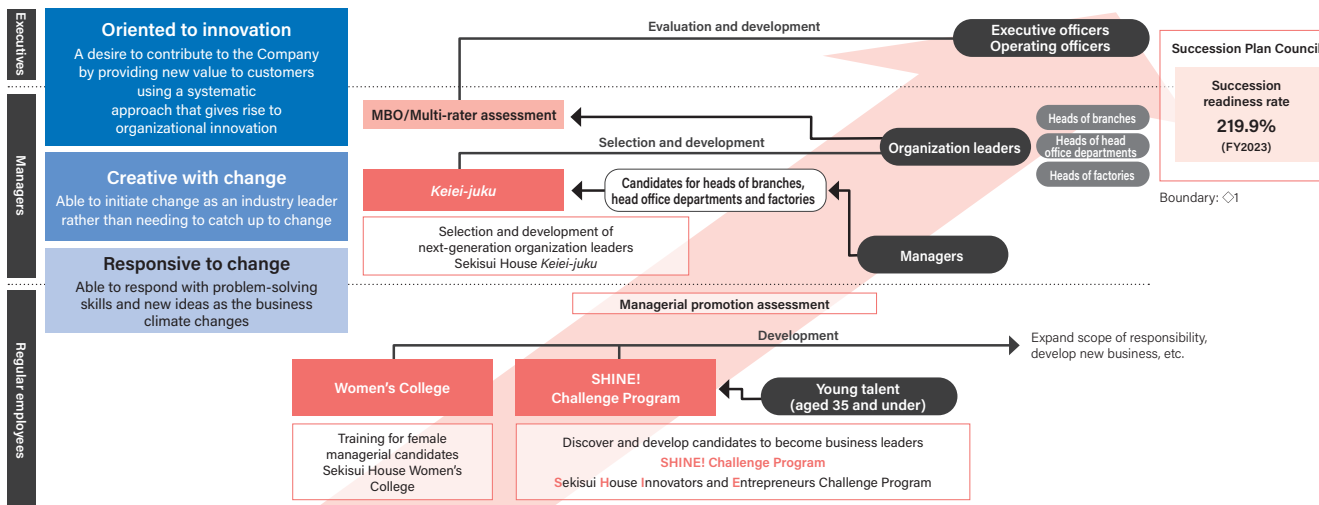 Executives
Managers
Regular employees
Oriented to innovation
A desire to contribute to the Company
by providing new value to customers
using a systematic
approach that gives rise to
organizational innovation
Creative with change
Able to initiate change as an industry leader
rather than needing to catch up to change
Responsive to change
Able to respond with problem-solving
skills and new ideas as the business
climate changes
Evaluation and development
Executive officers
Operating officers
MBO/Multi-rater assessment
Selection and development
Organization leaders
Heads of branches
Heads of head
office departments
Heads of factories
Succession Plan Council
Succession
readiness rate
219.9%
(FY2023)
Boundary: ◇1
Keiei-juku
Candidates for heads of branches,
head office departments and factories
Selection and development of
next-generation organization leaders
Sekisui House Keiei-juku
Managers
Managerial promotion assessment
Development
Expand scope of responsibility,
develop new business, etc.
Women's College
SHINE!
Challenge Program
Young talent
(aged 35 and under)
Training for female
managerial candidates
Sekisui House Women's
College
Discover and develop candidates to become business leaders
SHINE! Challenge Program
Sekisui House Innovators and Entrepreneurs Challenge Program